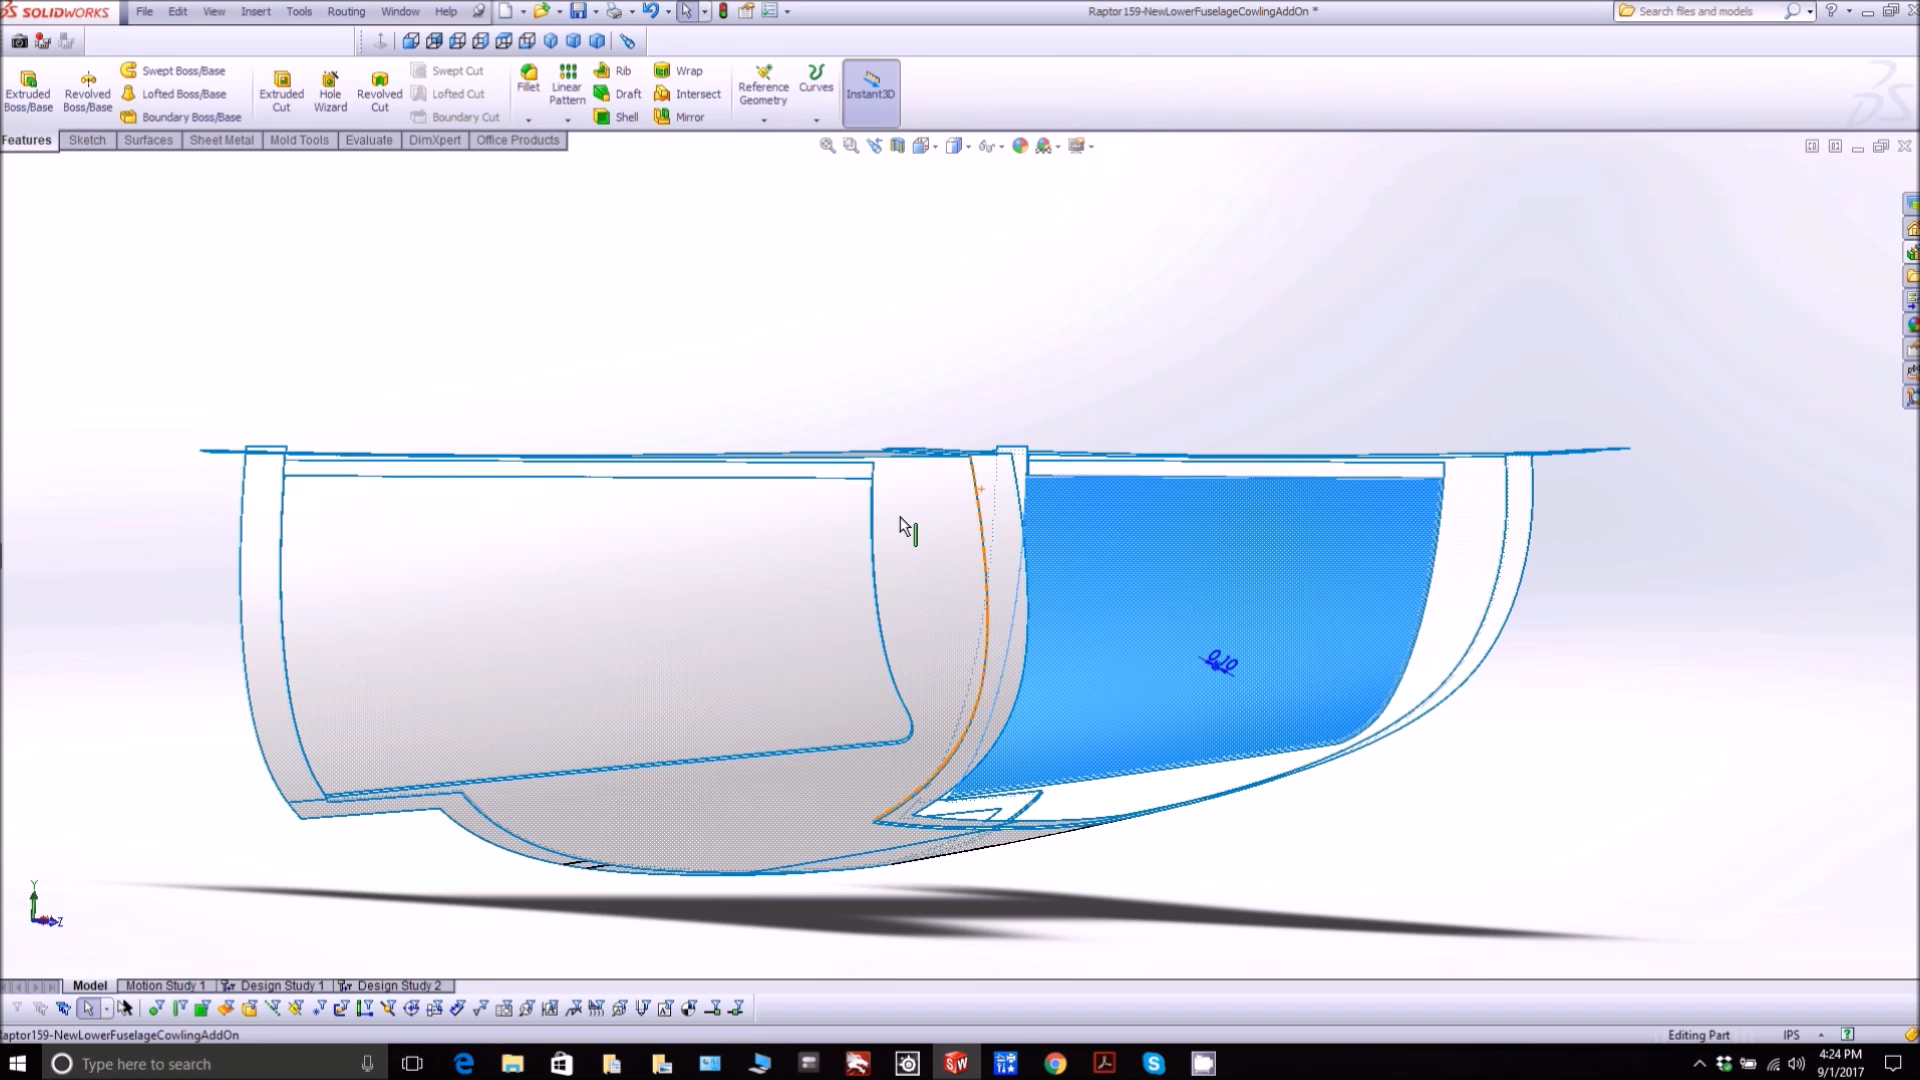 SOLIDWORKS File Edit View Insert Tools Routing Window Help Raptor159-NewLowerFuselageCowlingAddOn * Search files and models
Extruded Boss/Base
Revolved Boss/Base
Swept Boss/Base
Lofted Boss/Base
Boundary Boss/Base
Extruded Cut
Hole Wizard
Revolved Cut
Swept Cut
Lofted Cut
Boundary Cut
Fillet
Linear Pattern
Rib
Draft
Shell
Wrap
Intersect
Mirror
Reference Geometry
Curves
Instant3D
Features Sketch Surfaces Sheet Metal Mold Tools Evaluate DimXpert Office Products
0.10
Y
Z
Model Motion Study 1 Design Study 1 Design Study 2
aptor159-NewLowerFuselageCowlingAddOn Editing Part IPS
Type here to search
4:24 PM
9/1/2017